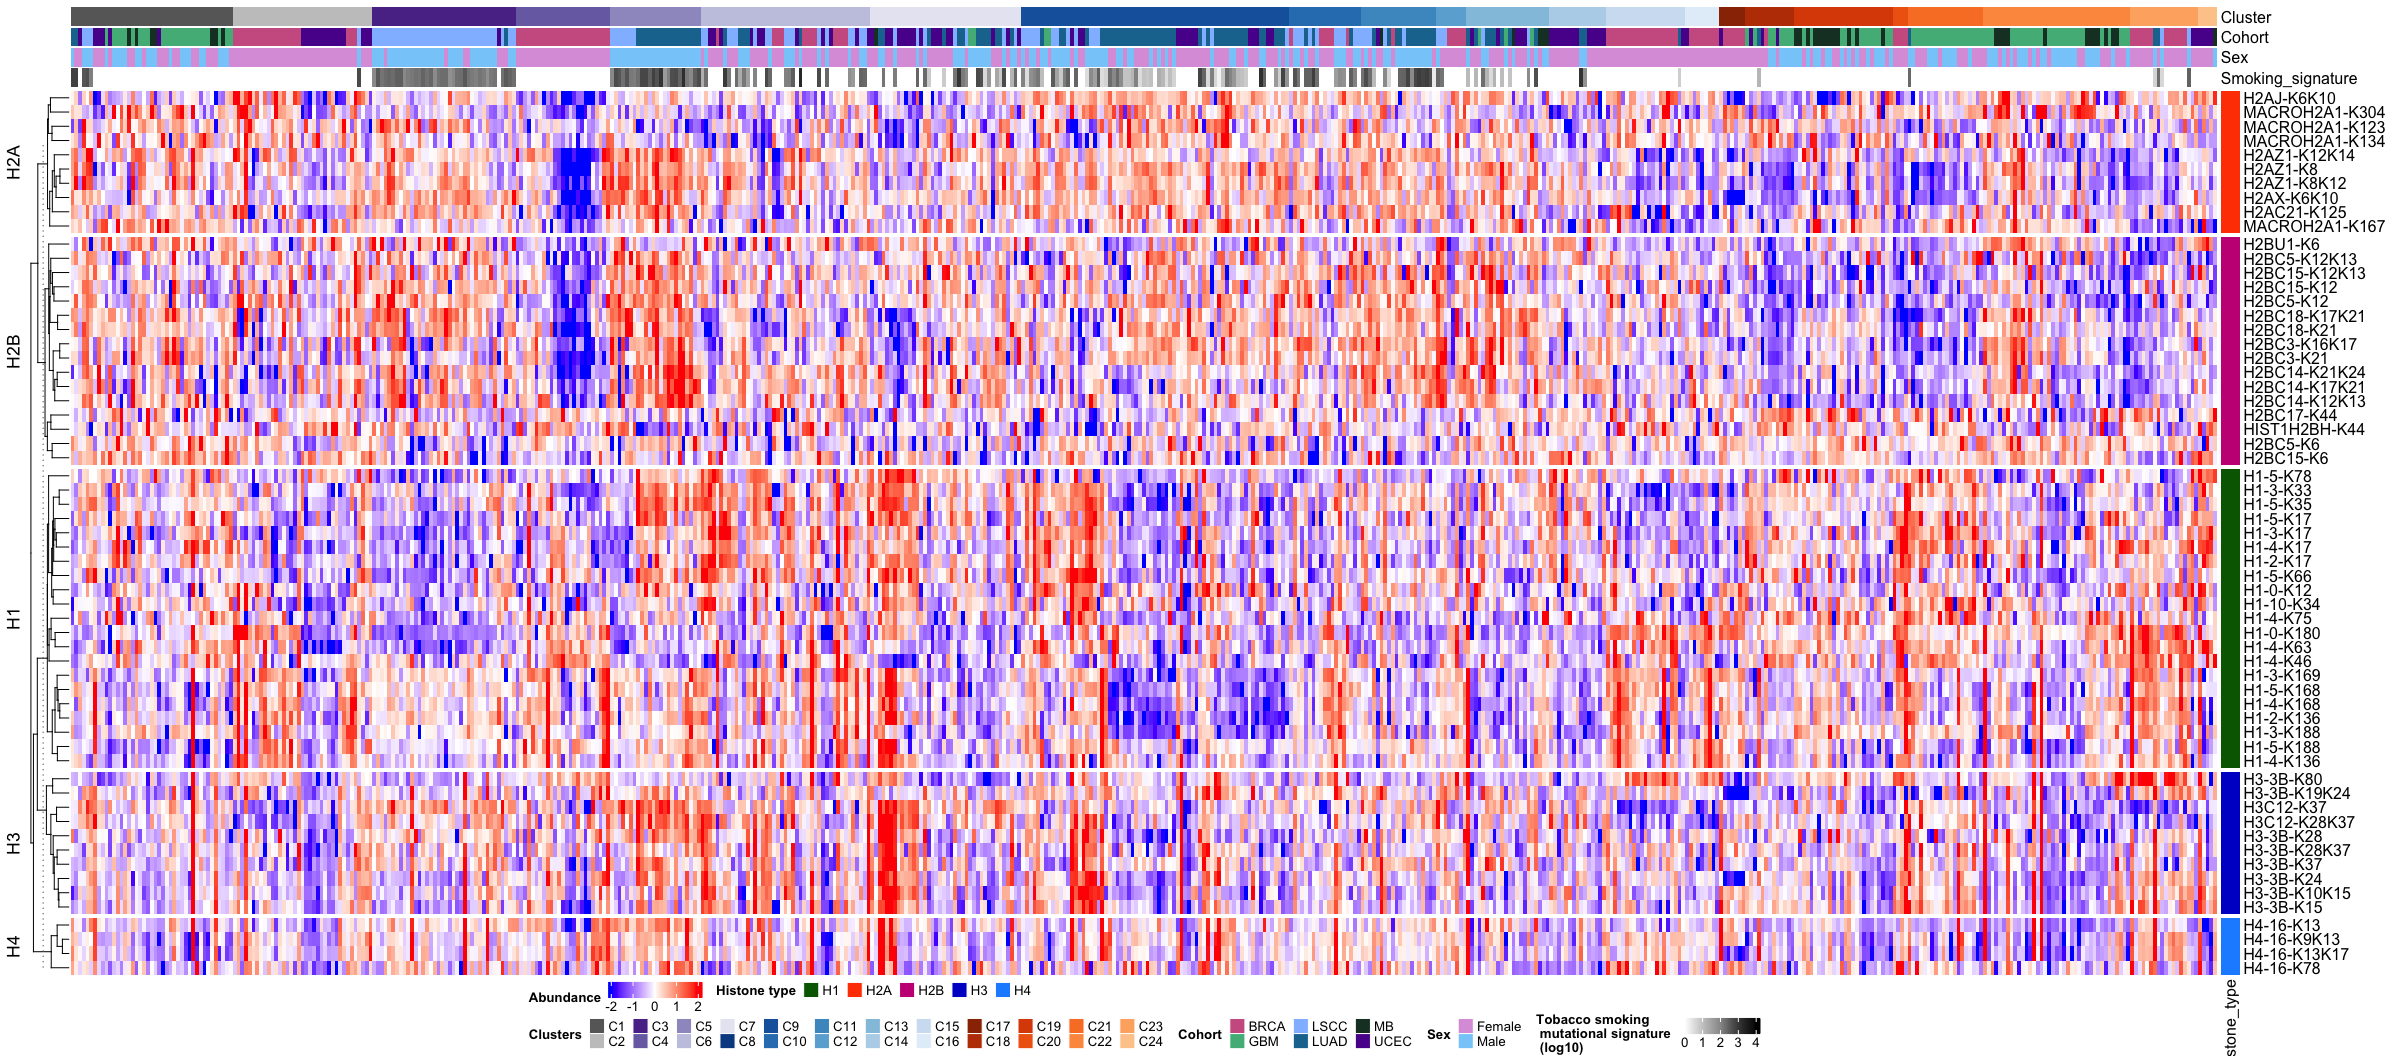 Cluster
Cohort
Sex
Smoking_signature
H2A
H2AJ-K6K10
MACROH2A1-K304
MACROH2A1-K123
MACROH2A1-K134
H2AZ1-K12K14
H2AZ1-K8
H2AZ1-K8K12
H2AX-K6K10
H2AC21-K125
MACROH2A1-K167
H2B
H2BU1-K6
H2BC5-K12K13
H2BC15-K12K13
H2BC15-K12
H2BC5-K12
H2BC18-K17K21
H2BC18-K21
H2BC3-K16K17
H2BC3-K21
H2BC14-K21K24
H2BC14-K17K21
H2BC14-K12K13
H2BC17-K44
HIST1H2BH-K44
H2BC5-K6
H2BC15-K6
H1
H1-5-K78
H1-3-K33
H1-5-K35
H1-5-K17
H1-3-K17
H1-4-K17
H1-2-K17
H1-5-K66
H1-0-K12
H1-10-K34
H1-4-K75
H1-0-K180
H1-4-K63
H1-4-K46
H1-3-K169
H1-5-K168
H1-4-K168
H1-2-K136
H1-3-K188
H1-5-K188
H1-4-K136
H3
H3-3B-K80
H3-3B-K19K24
H3C12-K37
H3C12-K28K37
H3-3B-K28
H3-3B-K28K37
H3-3B-K37
H3-3B-K24
H3-3B-K10K15
H3-3B-K15
H4
H4-16-K13
H4-16-K9K13
H4-16-K13K17
H4-16-K78
stone_type
Abundance
-2 -1 0 1 2
Histone type H1 H2A H2B H3 H4
Clusters
C1 C3 C5 C7 C9 C11 C13 C15 C17 C19 C21 C23
C2 C4 C6 C8 C10 C12 C14 C16 C18 C20 C22 C24
Cohort
BRCA LSCC MB
GBM LUAD UCEC
Sex
Female
Male
Tobacco smoking
mutational signature
(log10)
0 1 2 3 4